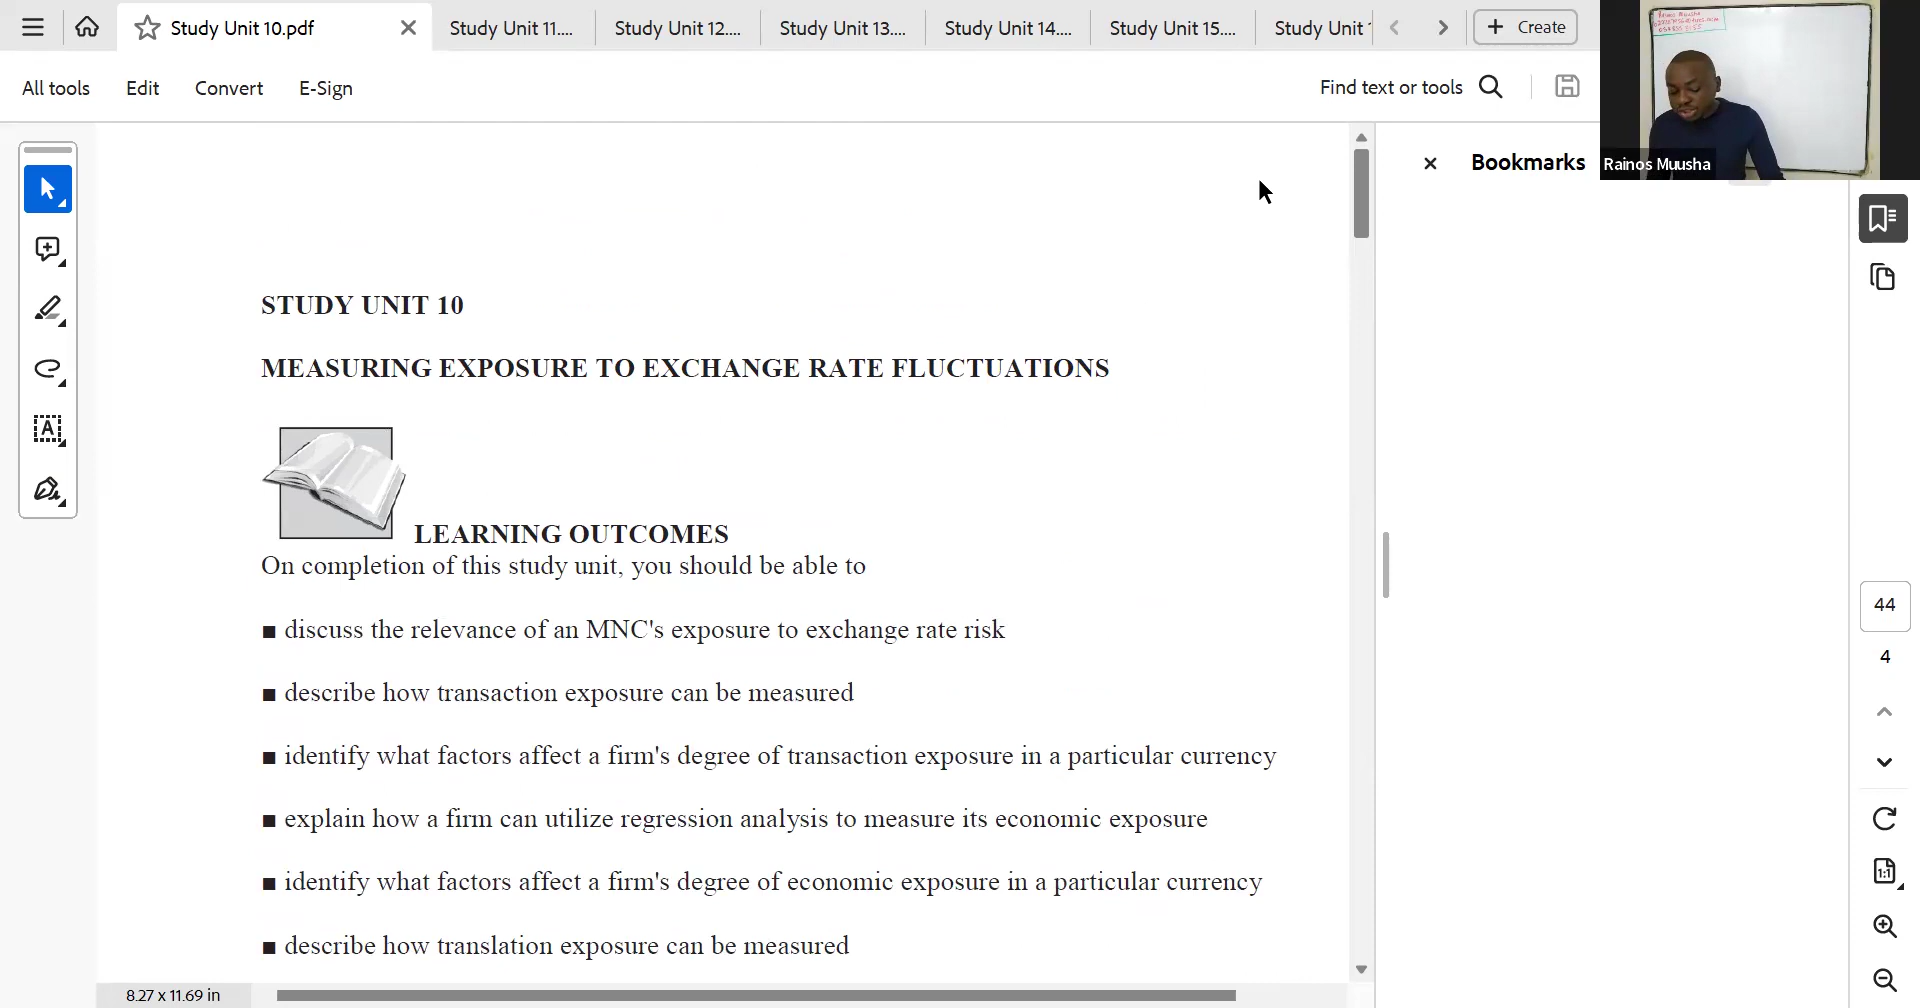 Study Unit 10.pdf
Study Unit 11....
Study Unit 12....
Study Unit 13....
Study Unit 14....
Study Unit 15....
Study Unit
Create
All tools
Edit
Convert
E-Sign
Find text or tools
Rainos Muusha
Bookmarks
STUDY UNIT 10
MEASURING EXPOSURE TO EXCHANGE RATE FLUCTUATIONS
LEARNING OUTCOMES
On completion of this study unit, you should be able to
■ discuss the relevance of an MNC's exposure to exchange rate risk
■ describe how transaction exposure can be measured
■ identify what factors affect a firm's degree of transaction exposure in a particular currency
■ explain how a firm can utilize regression analysis to measure its economic exposure
■ identify what factors affect a firm's degree of economic exposure in a particular currency
■ describe how translation exposure can be measured
44
4
1:1
8.27 x 11.69 in